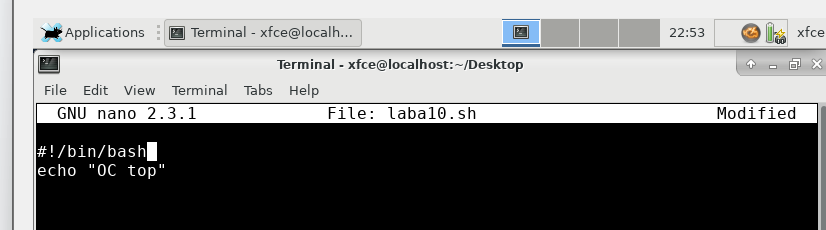 Applications Terminal - xfce@localh... 22:53 xfce
Terminal - xfce@localhost:~/Desktop
File Edit View Terminal Tabs Help
GNU nano 2.3.1 File: laba10.sh Modified
#!/bin/bash
echo "OC top"